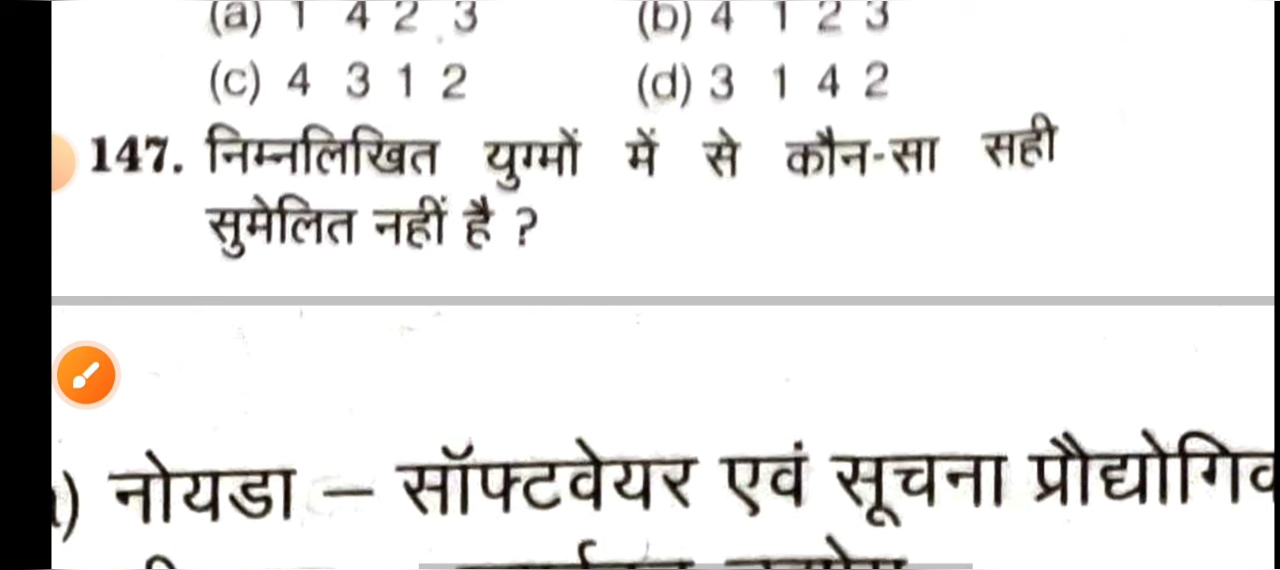 (a) 1 4 2 3 (b) 4 1 2 3
(c) 4 3 1 2 (d) 3 1 4 2
147. निम्नलिखित युग्मों में से कौन-सा सही
सुमेलित नहीं है ?
) नोयडा – सॉफ्टवेयर एवं सूचना